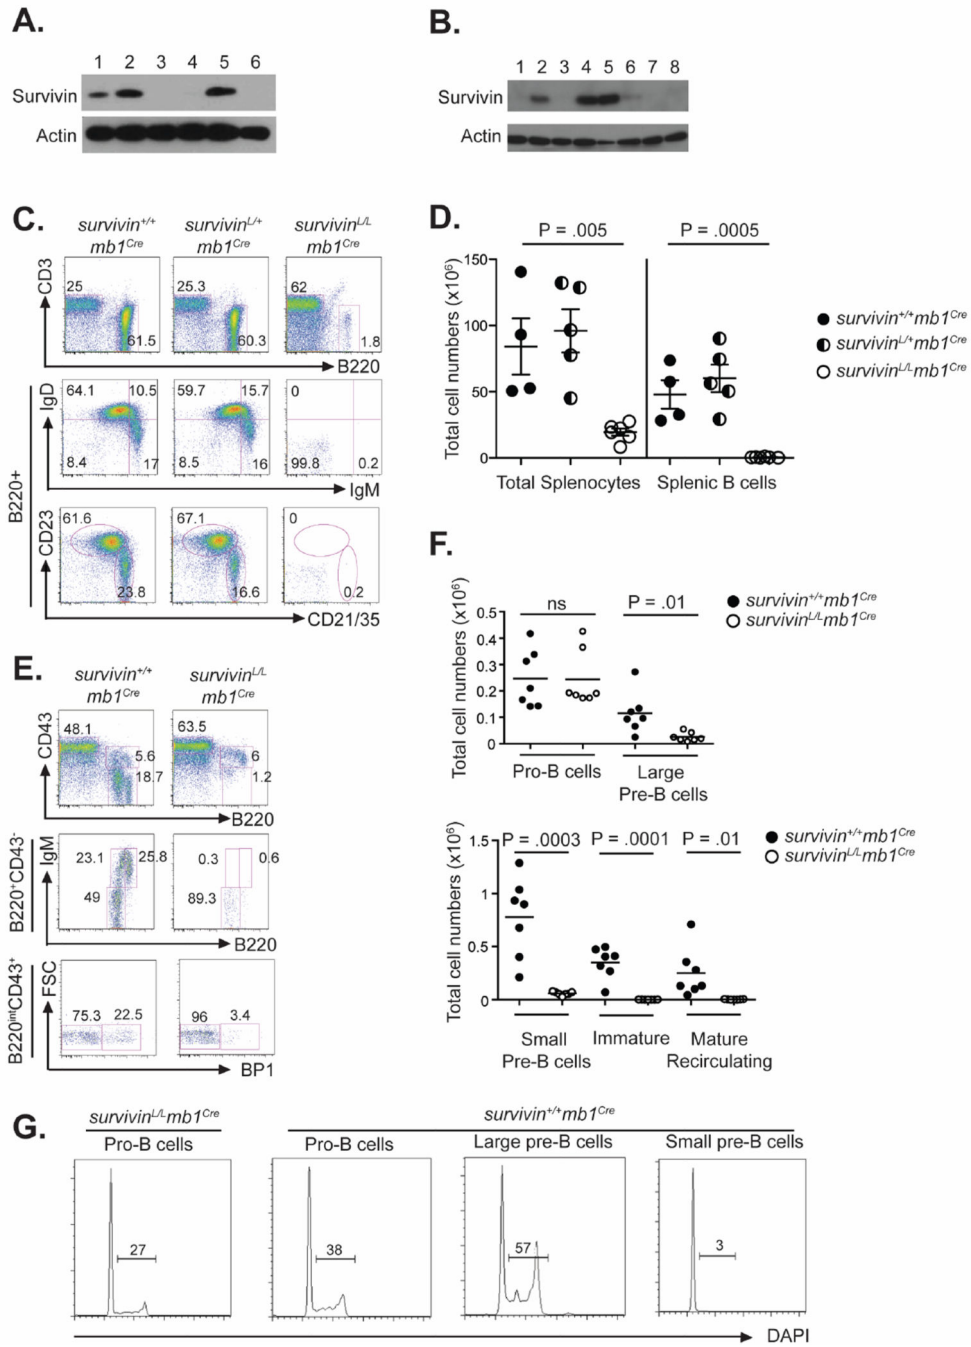 A.
1 2 3 4 5 6
Survivin
Actin
B.
1 2 3 4 5 6 7 8
Survivin
Actin
C.
survivin+/+ mb1Cre
survivinL/+ mb1Cre
survivinL/L mb1Cre
CD3
25
61.5
25.3
60.3
62
1.8
B220
B220+
IgD
64.1 10.5
8.4 17
59.7 15.7
8.5 16
0
99.8 0.2
IgM
CD23
61.6
23.8
67.1
16.6
0
0.2
CD21/35
D.
P = .005
P = .0005
Total cell numbers (x10⁶)
150
100
50
0
Total Splenocytes
Splenic B cells
survivin+/+mb1Cre
survivinL/+mb1Cre
survivinL/Lmb1Cre
E.
survivin+/+ mb1Cre
survivinL/L mb1Cre
CD43
48.1
5.6
18.7
63.5
6
1.2
B220
B220+CD43-
IgM
23.1 25.8
49
0.3 0.6
89.3
B220
B220intCD43+
FSC
75.3 22.5
96 3.4
BP1
F.
survivin+/+mb1Cre
survivinL/Lmb1Cre
ns
P = .01
Total cell numbers (x10⁶)
0.5
0.4
0.3
0.2
0.1
0
Pro-B cells
Large
Pre-B cells
survivin+/+mb1Cre
survivinL/Lmb1Cre
P = .0003
P = .0001
P = .01
Total cell numbers (x10⁶)
1.5
1
0.5
0
Small
Pre-B cells
Immature
Mature
Recirculating
G.
survivinL/Lmb1Cre
survivin+/+mb1Cre
Pro-B cells
Pro-B cells
Large pre-B cells
Small pre-B cells
27
38
57
3
DAPI